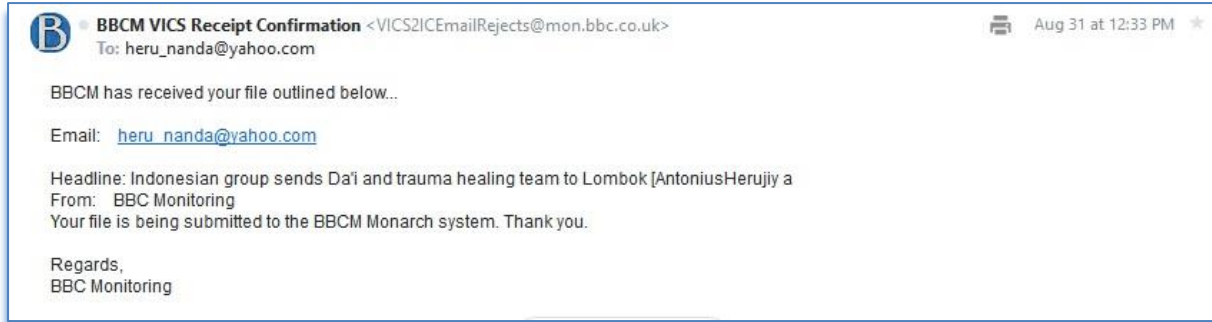 B
BBCM VICS Receipt Confirmation <VICS2ICEmailRejects@mon.bbc.co.uk> Aug 31 at 12:33 PM
To: heru_nanda@yahoo.com
BBCM has received your file outlined below...
Email: heru_nanda@yahoo.com
Headline: Indonesian group sends Da'i and trauma healing team to Lombok [AntoniusHerujiy a
From: BBC Monitoring
Your file is being submitted to the BBCM Monarch system. Thank you.
Regards,
BBC Monitoring